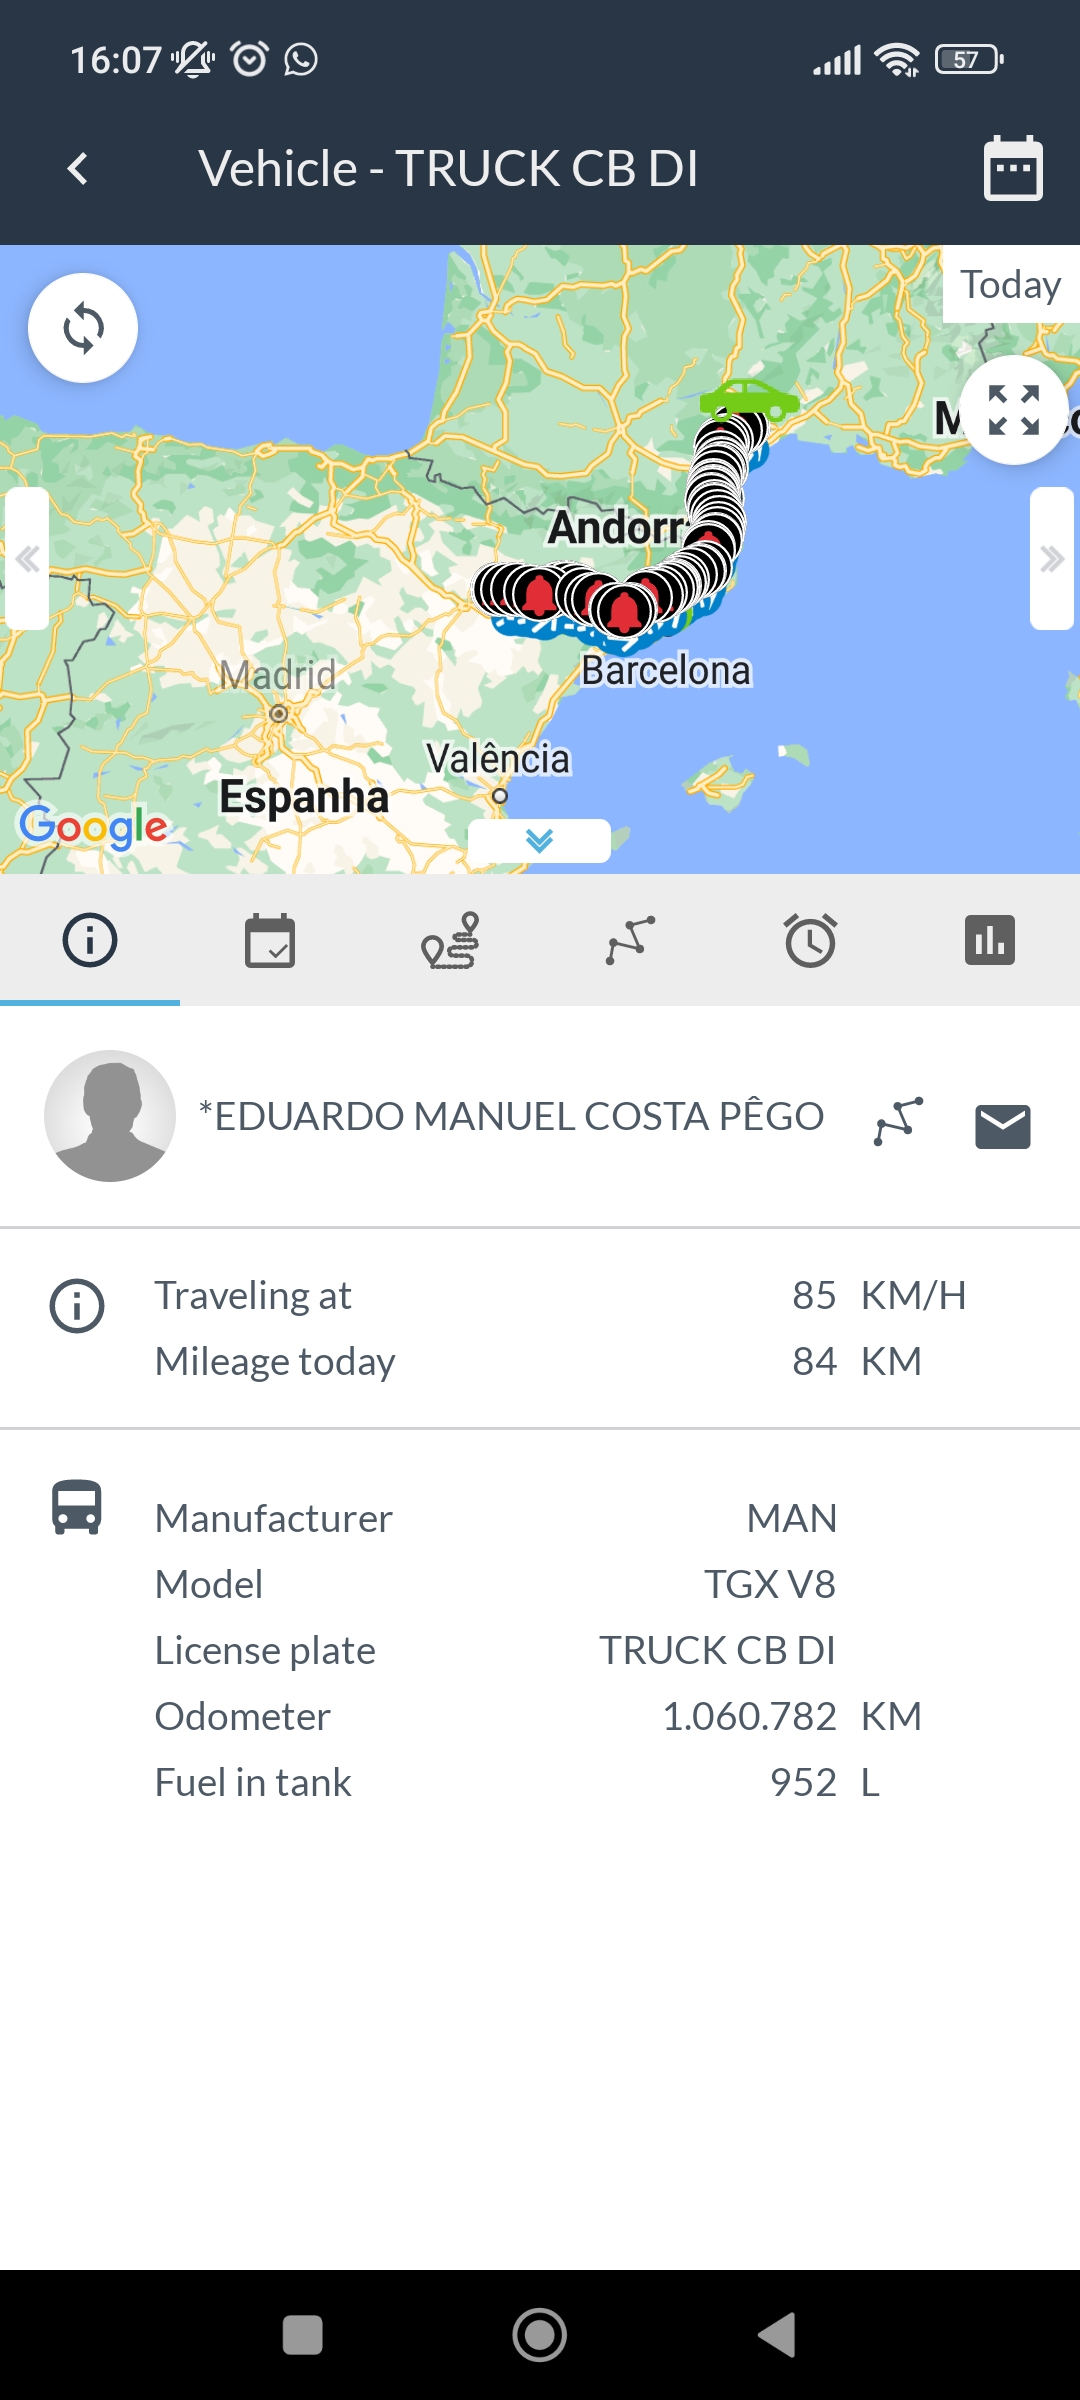 16:07
57
Vehicle - TRUCK CB DI
Today
Andorr
Barcelona
Madrid
Valência
Espanha
Google
*EDUARDO MANUEL COSTA PÊGO
Traveling at 85 KM/H
Mileage today 84 KM
Manufacturer MAN
Model TGX V8
License plate TRUCK CB DI
Odometer 1.060.782 KM
Fuel in tank 952 L